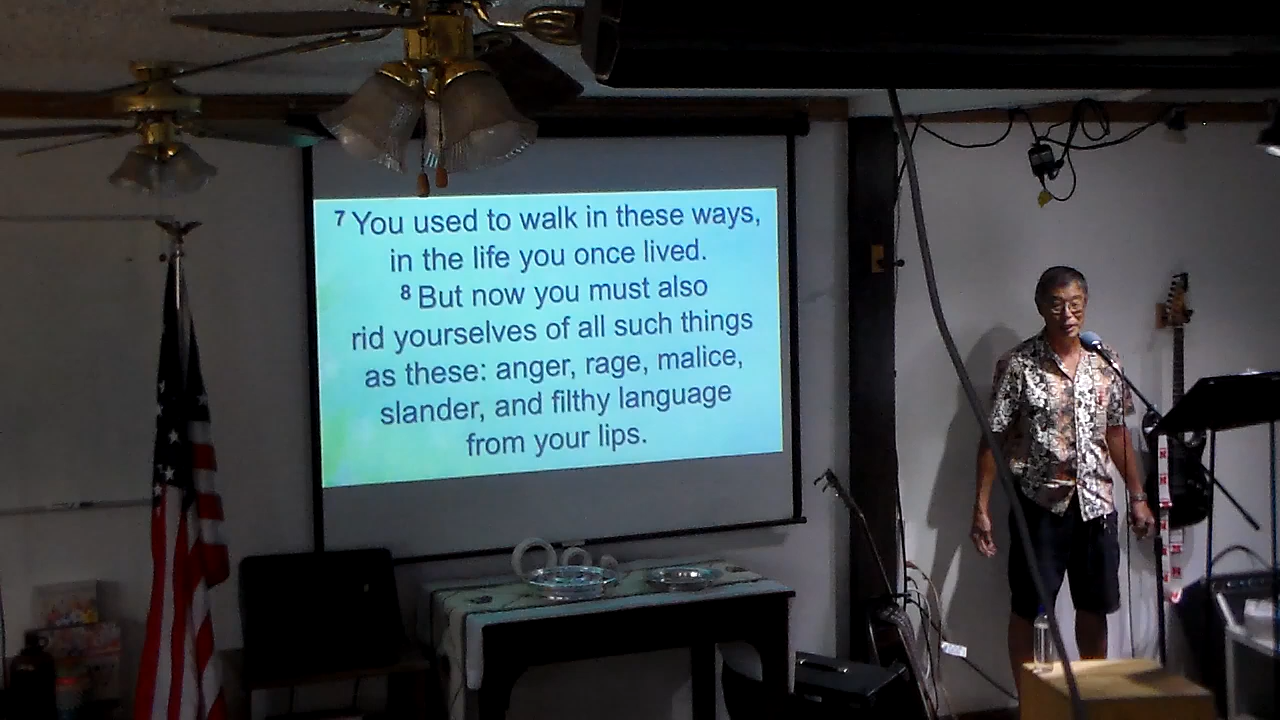 7 You used to walk in these ways,
in the life you once lived.
8 But now you must also
rid yourselves of all such things
as these: anger, rage, malice,
slander, and filthy language
from your lips.